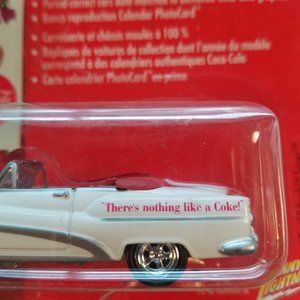 Bonus reproduction Calendar PhotoCard™
• Carrosserie et châssis moulés à 100 %
• Répliques de voitures de collection dont l'année du modèle
correspond à des calendriers authentiques Coca-Cola
• Carte calendrier PhotoCard™ en prime
"There's nothing like a Coke!"